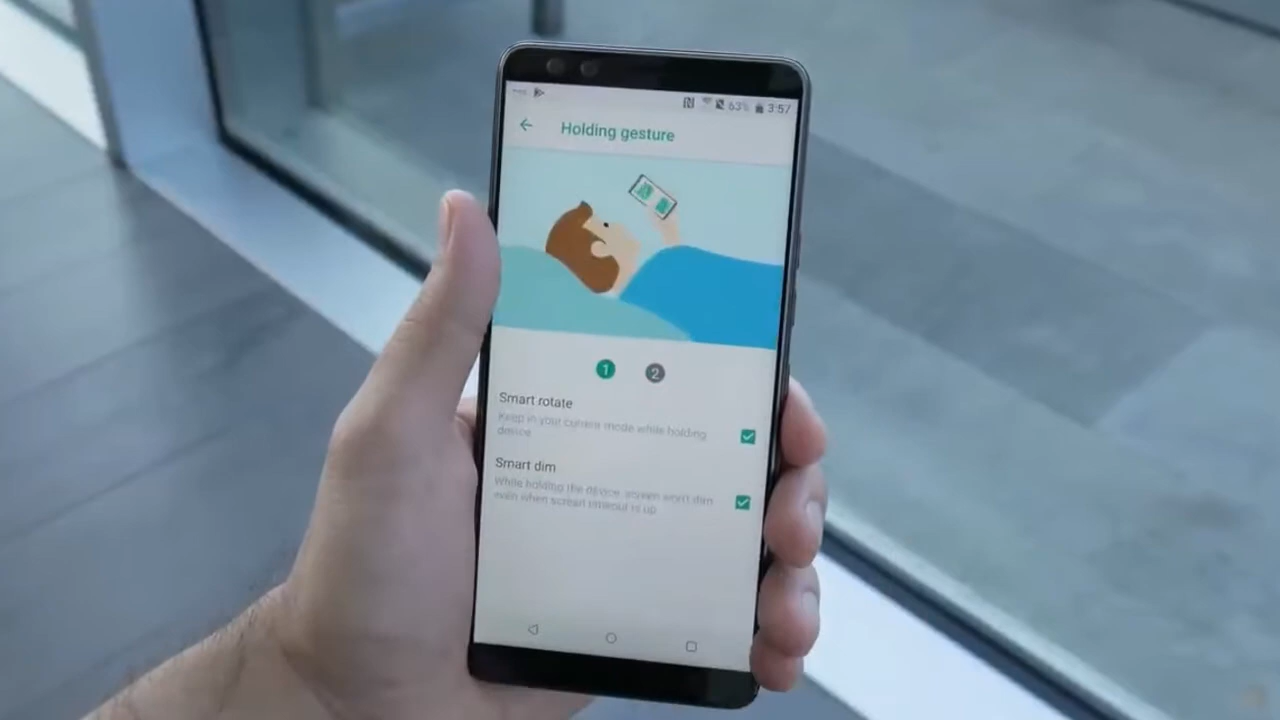 63% 3:57
Holding gesture
1 2
Smart rotate
Keep in your current mode while holding
device
Smart dim
While holding the device, screen won't dim
even when screen timeout is up